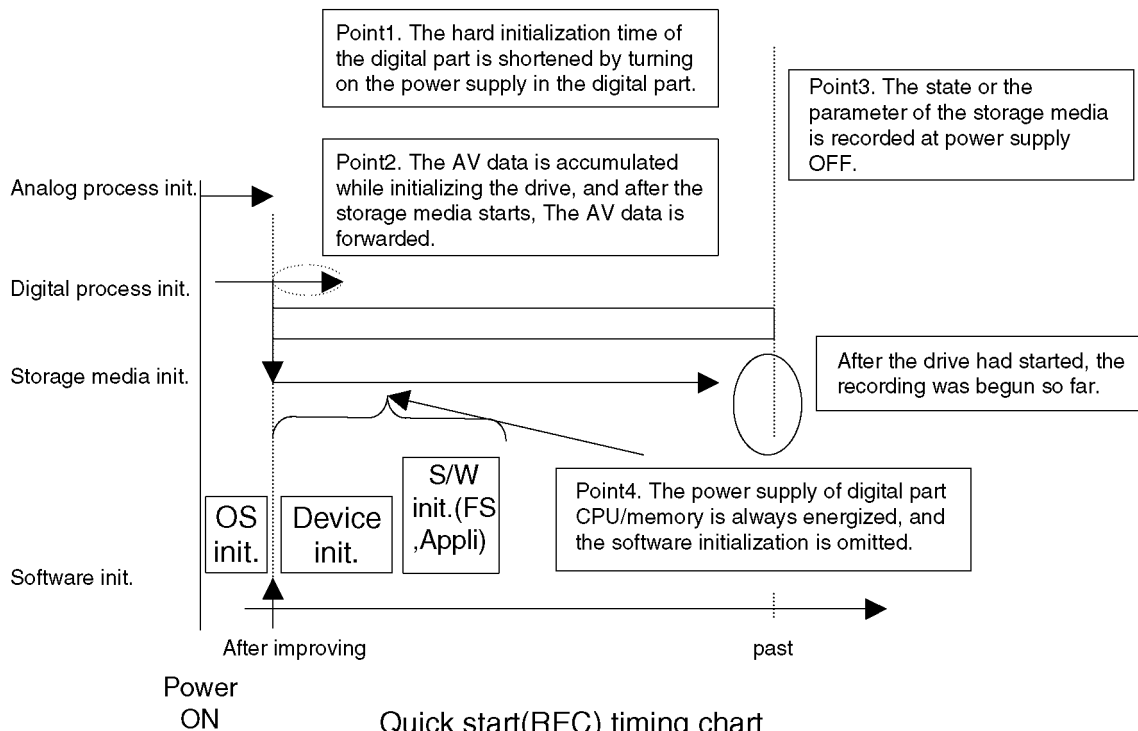 Point1. The hard initialization time of
the digital part is shortened by turning
on the power supply in the digital part.
Point3. The state or the
parameter of the storage media
is recorded at power supply
OFF.
Point2. The AV data is accumulated
while initializing the drive, and after the
storage media starts, The AV data is
forwarded.
Analog process init.
Digital process init.
Storage media init.
After the drive had started, the
recording was begun so far.
OS
init.
Device
init.
S/W
init.(FS
,Appli)
Point4. The power supply of digital part
CPU/memory is always energized, and
the software initialization is omitted.
Software init.
After improving
past
Power
ON
Quick start(REC) timing chart